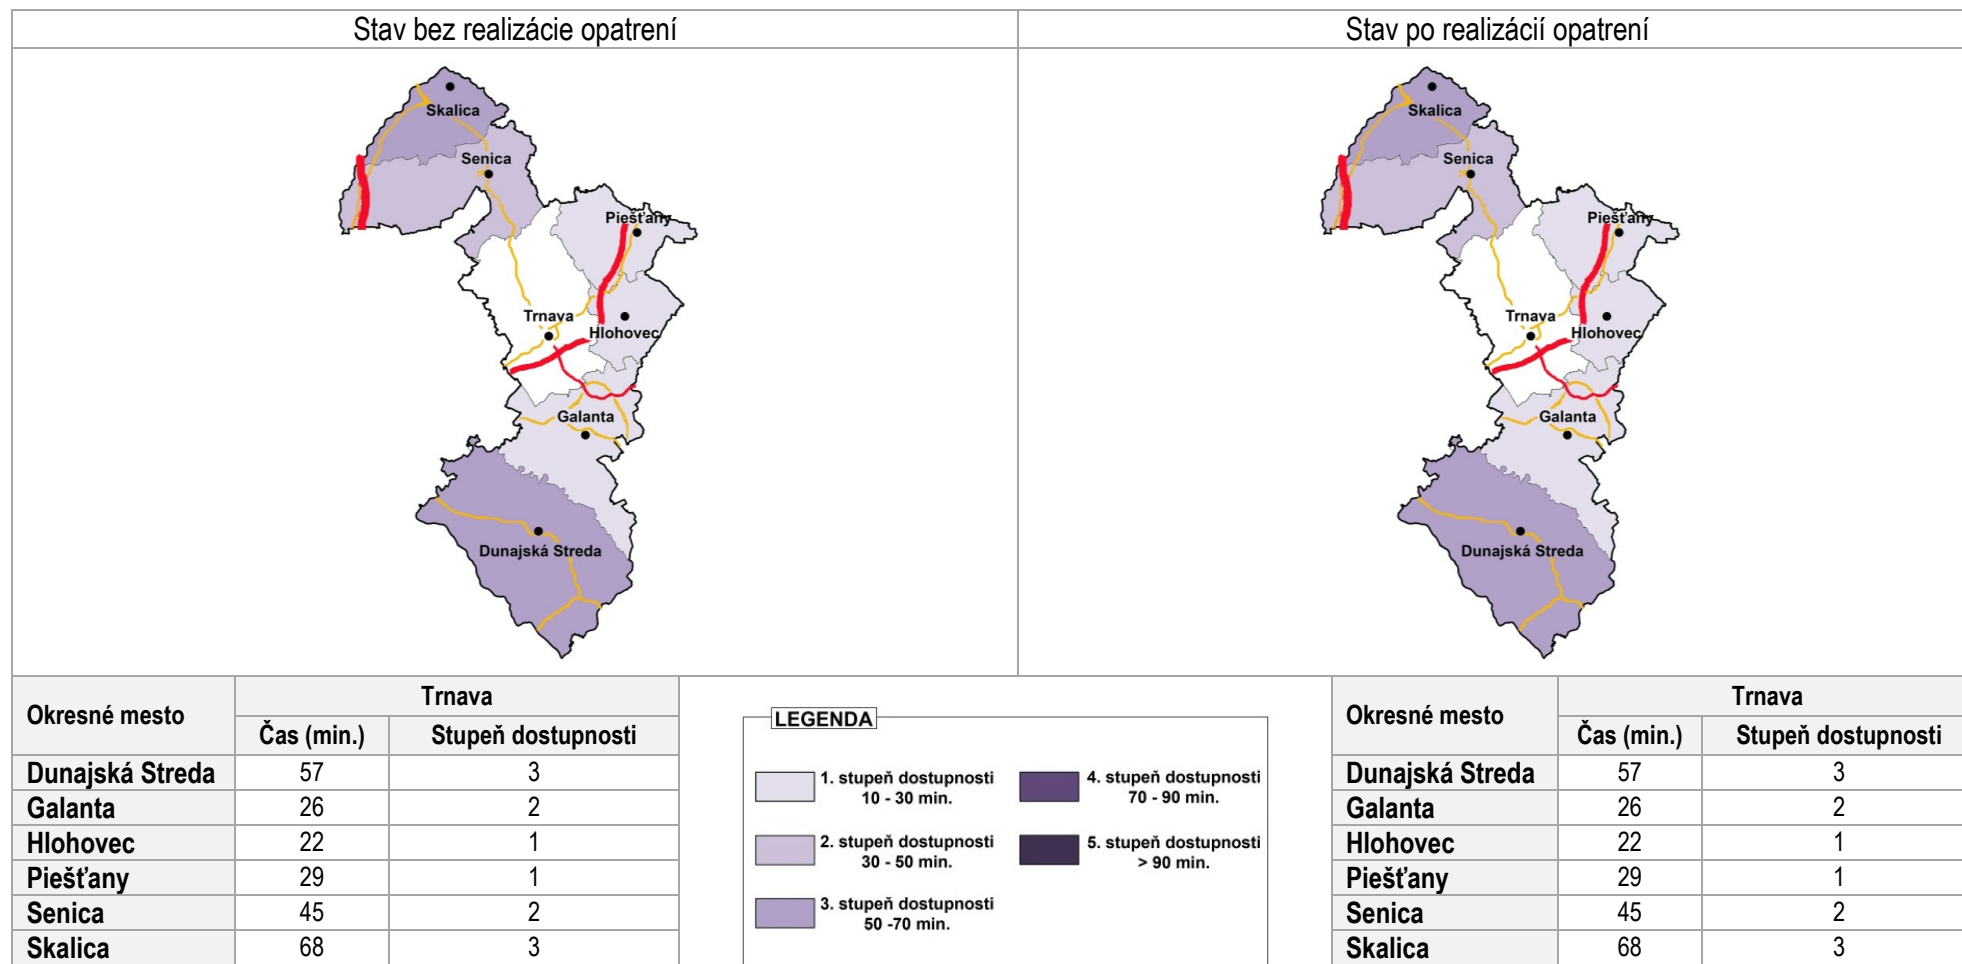 Stav bez realizácie opatrení
Stav po realizácií opatrení
Skalica
Senica
Piešťany
Trnava
Hlohovec
Galanta
Dunajská Streda
Skalica
Senica
Piešťany
Trnava
Hlohovec
Galanta
Dunajská Streda
Okresné mesto
Trnava
Čas (min.)
Stupeň dostupnosti
Dunajská Streda 57 3
Galanta 26 2
Hlohovec 22 1
Piešťany 29 1
Senica 45 2
Skalica 68 3
LEGENDA
1. stupeň dostupnosti
10 - 30 min.
2. stupeň dostupnosti
30 - 50 min.
3. stupeň dostupnosti
50 -70 min.
4. stupeň dostupnosti
70 - 90 min.
5. stupeň dostupnosti
> 90 min.
Okresné mesto
Trnava
Čas (min.)
Stupeň dostupnosti
Dunajská Streda 57 3
Galanta 26 2
Hlohovec 22 1
Piešťany 29 1
Senica 45 2
Skalica 68 3